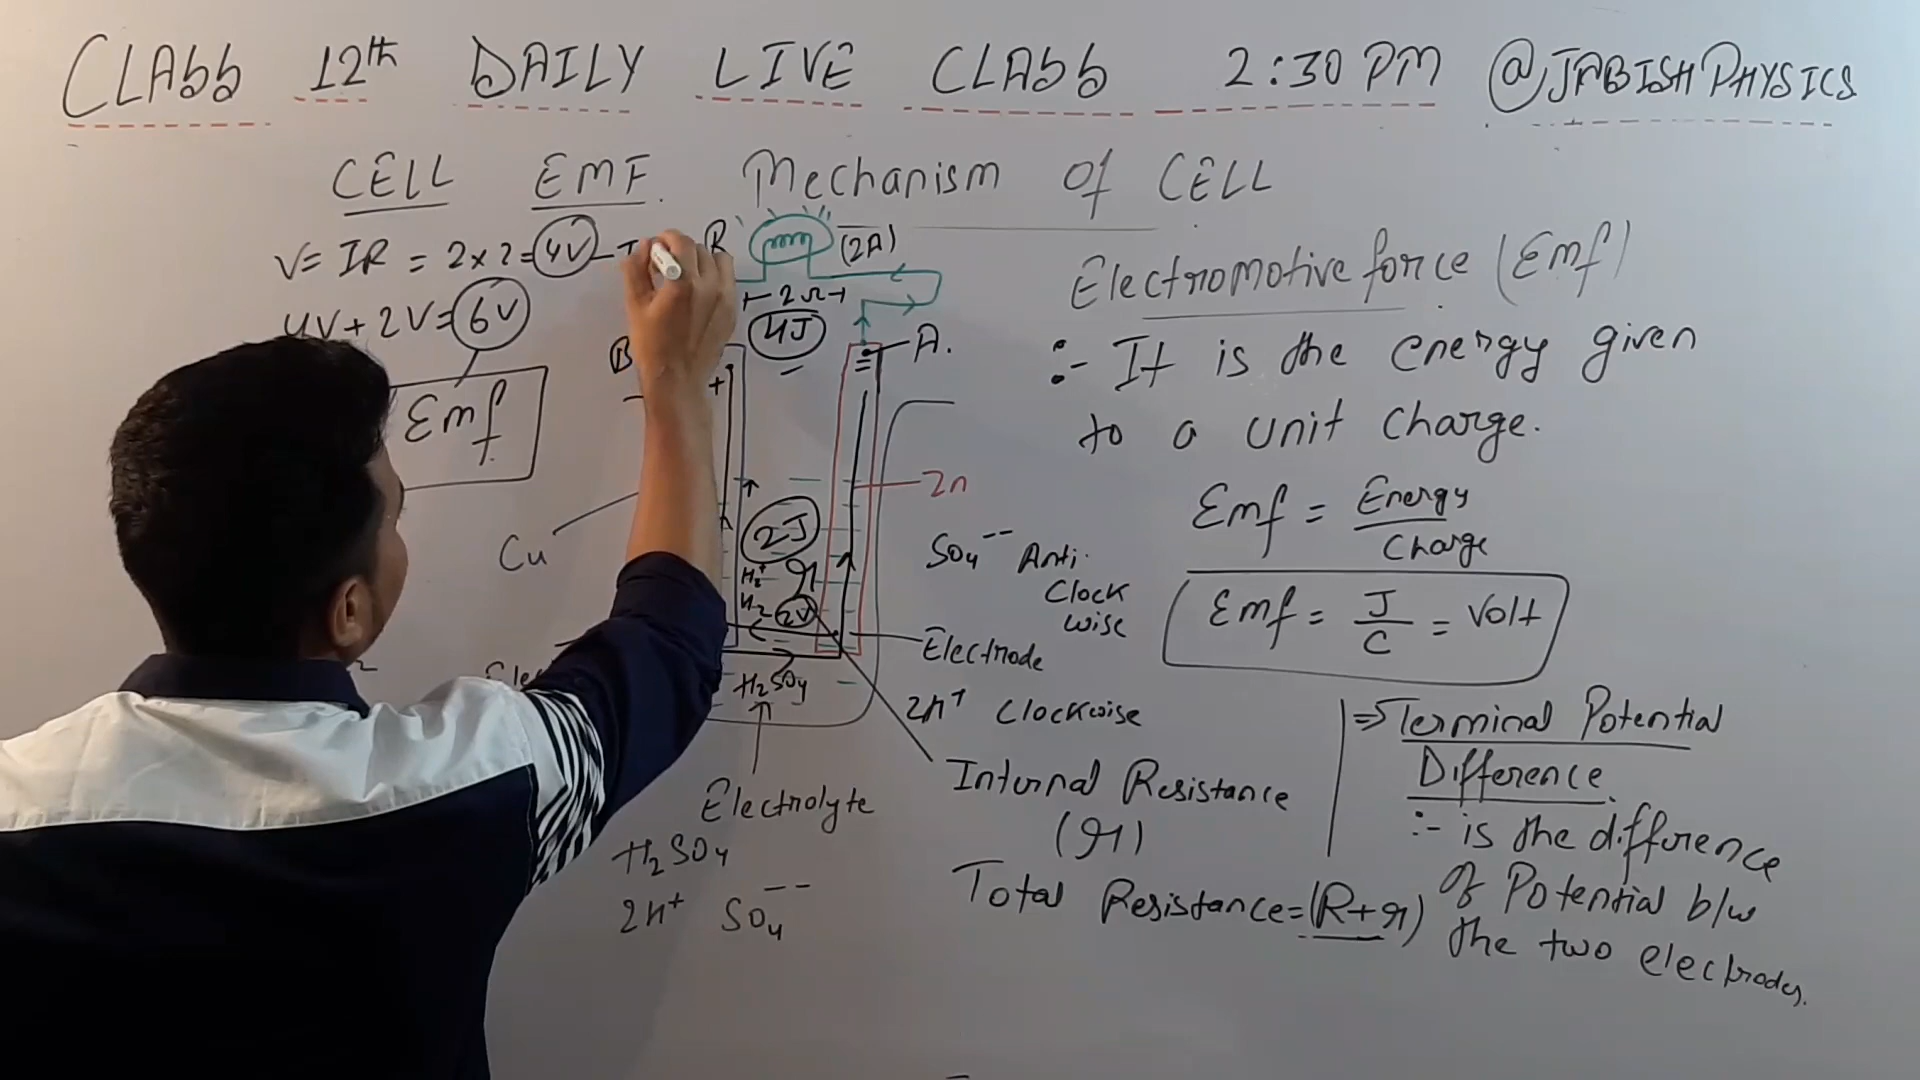 CLASS 12th DAILY LIVE CLASS 2:30 PM @JABISHPHYSICS
CELL EMF. Mechanism Of CELL
V= IR = 2×2=4V
R
(2A)
2Ω
4V+2V=6V
4J
B
A.
+
Emf
Electromotive force (Emf)
:- It is the energy given
to a unit charge.
Emf = Energy
Charge
Emf = J
C
= Volt
Cu
Zn
2J
r
H2+
H2
2V
SO4-- Anti
Clock
wise
Electrode
H2SO4
2H+ Clockwise
Electrolyte
H2SO4
2H+ SO4--
Internal Resistance
(r)
Total Resistance=(R+r)
⇒Terminal Potential
Difference.
:- is the difference
of Potential b/w
the two electrodes.